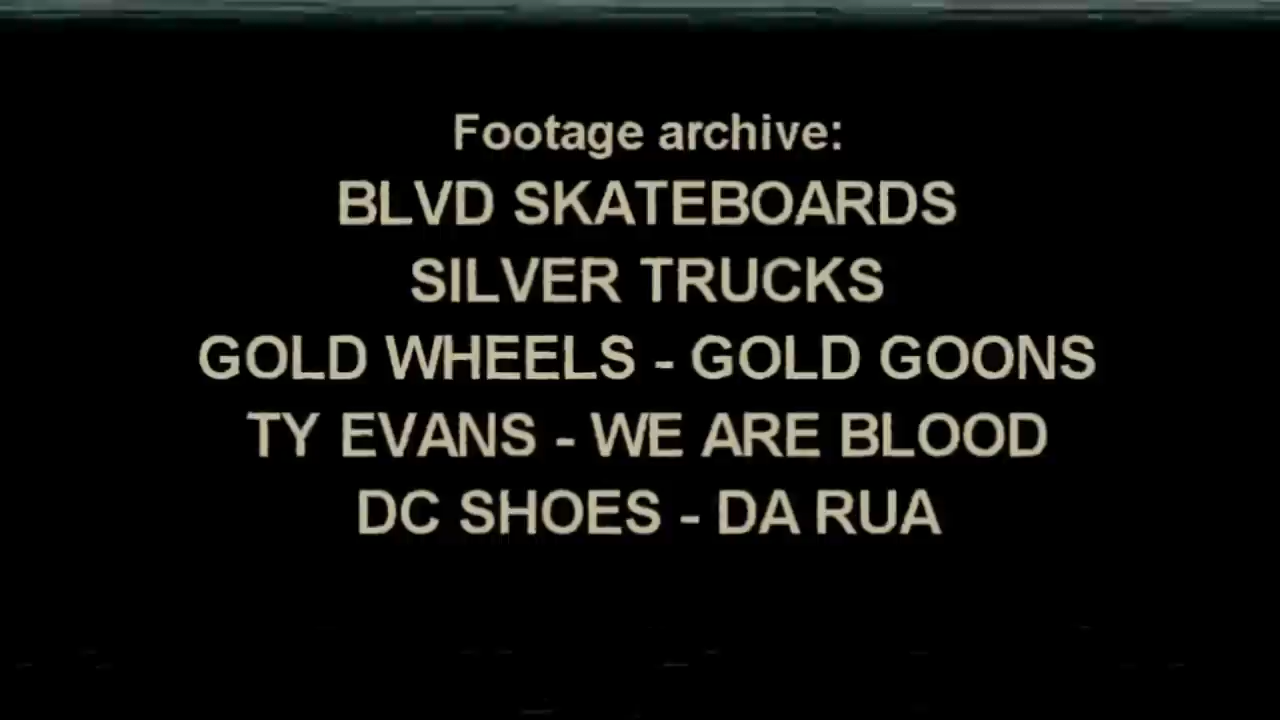 Footage archive:
BLVD SKATEBOARDS
SILVER TRUCKS
GOLD WHEELS - GOLD GOONS
TY EVANS - WE ARE BLOOD
DC SHOES - DA RUA